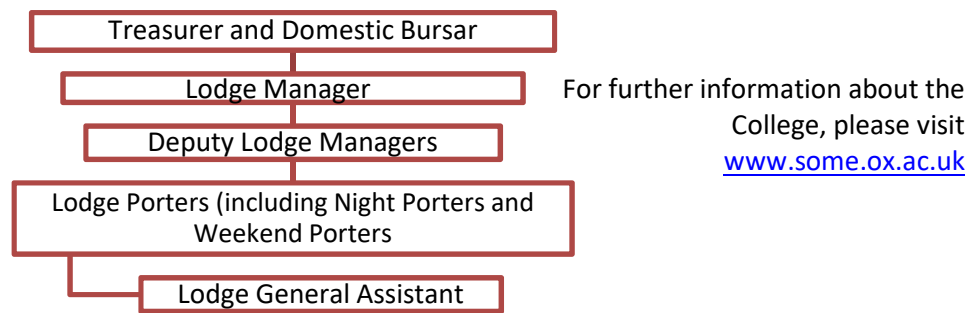 Treasurer and Domestic Bursar
Lodge Manager
Deputy Lodge Managers
Lodge Porters (including Night Porters and
Weekend Porters
Lodge General Assistant
For further information about the
College, please visit
www.some.ox.ac.uk